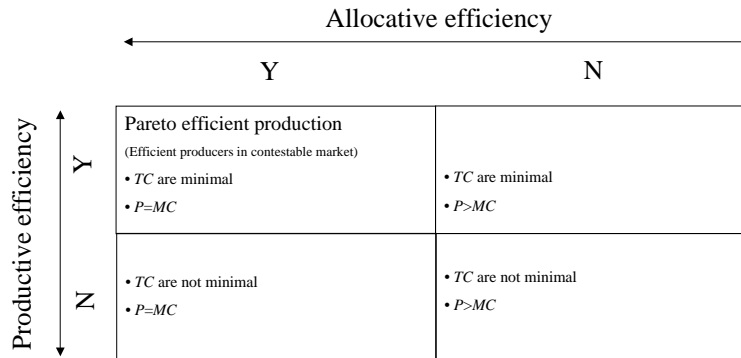 Allocative efficiency
Y
N
Productive efficiency
Y
Pareto efficient production
(Efficient producers in contestable market)
• TC are minimal
• P=MC
• TC are minimal
• P>MC
N
• TC are not minimal
• P=MC
• TC are not minimal
• P>MC